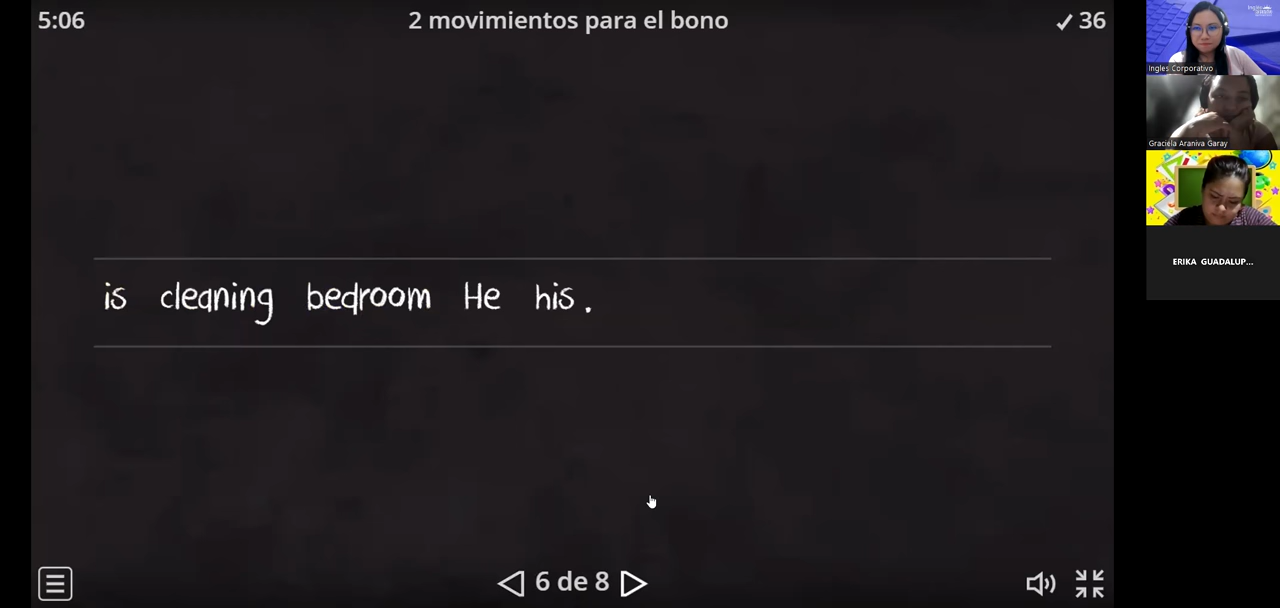 5:06 2 movimientos para el bono ✓ 36
is cleaning bedroom He his .
6 de 8
Ingles Corporativo
Graciela Araniva Garay
ERIKA GUADALUP...